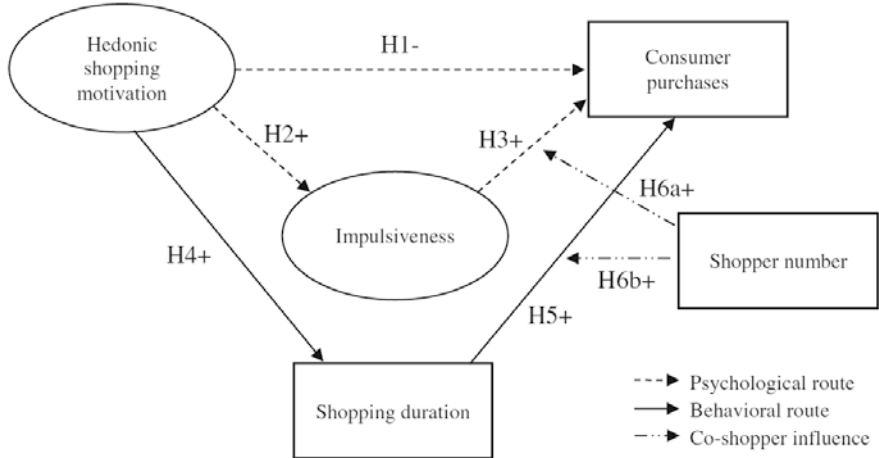 Hedonic
shopping
motivation
H1-
Consumer
purchases
H2+
H3+
H6a+
Impulsiveness
Shopper number
H4+
H6b+
H5+
Shopping duration
Psychological route
Behavioral route
Co-shopper influence